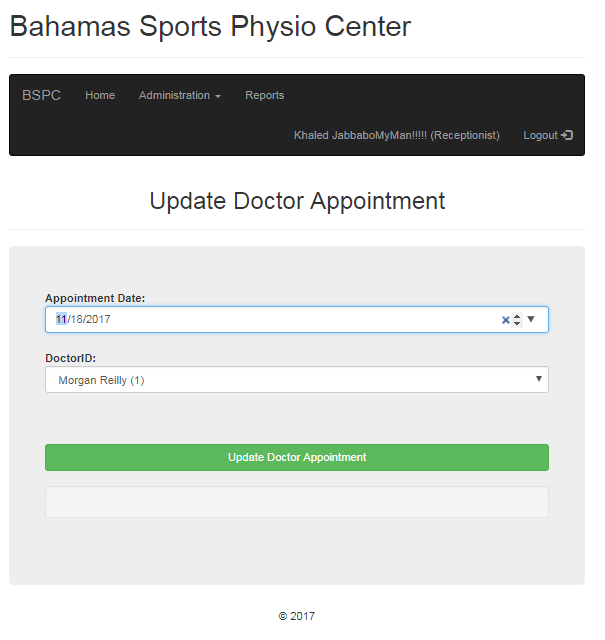 Bahamas Sports Physio Center
BSPC Home Administration Reports
Khaled JabbaboMyMan!!!!! (Receptionist) Logout
Update Doctor Appointment
Appointment Date:
11/18/2017
DoctorID:
Morgan Reilly (1)
Update Doctor Appointment
© 2017